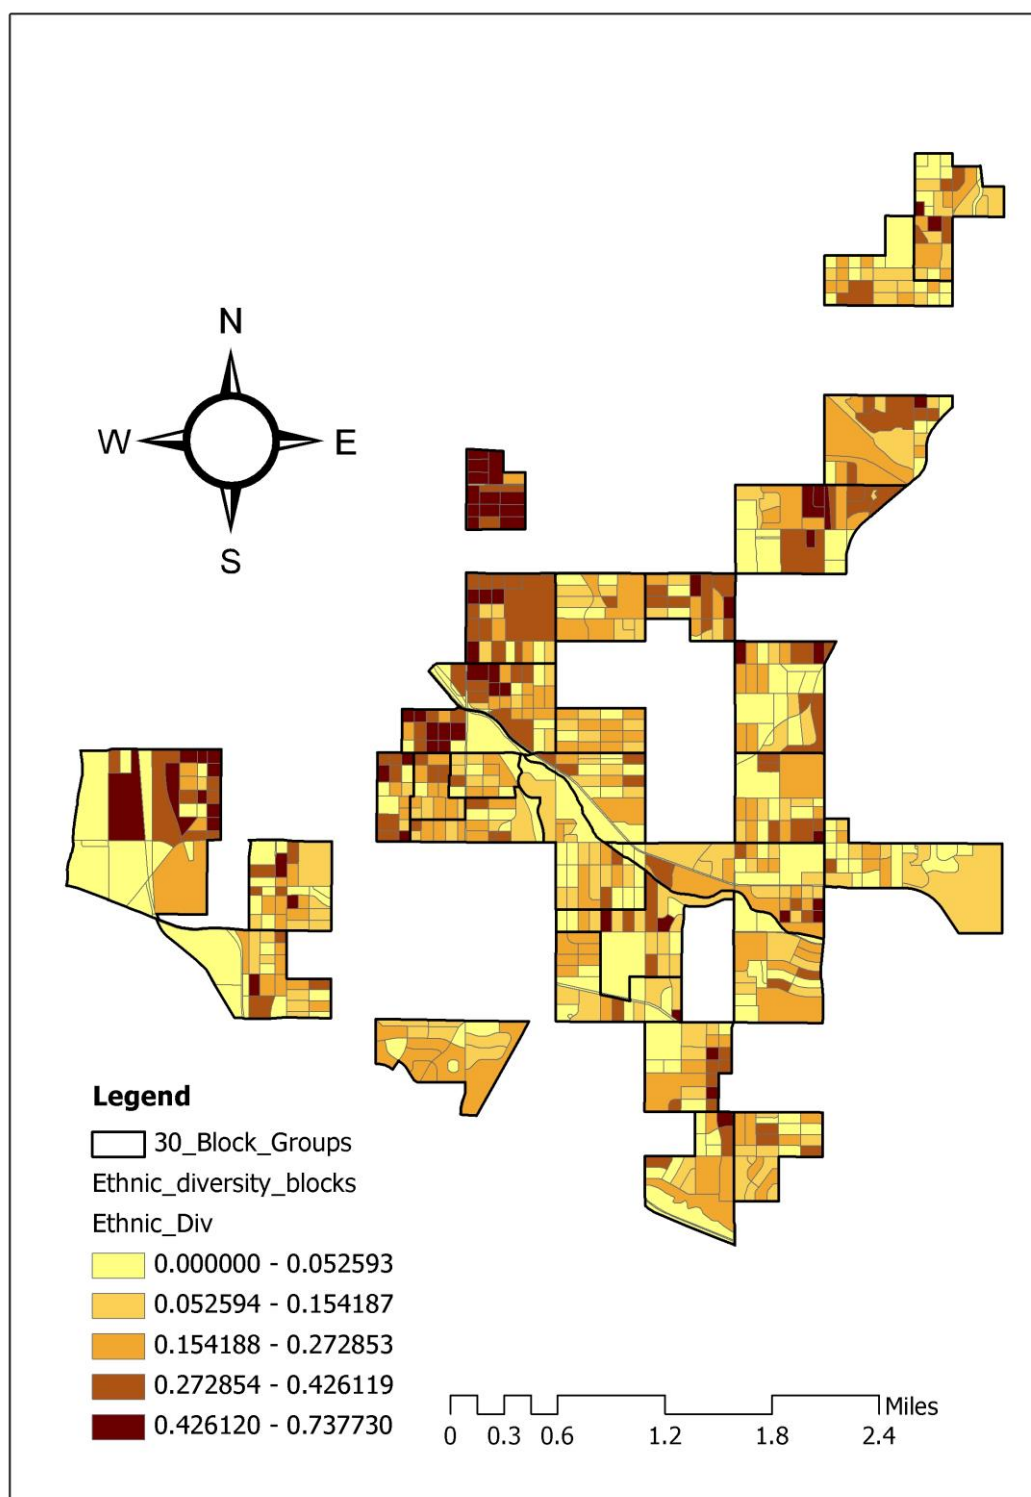 N
W
E
S
Legend
30_Block_Groups
Ethnic_diversity_blocks
Ethnic_Div
0.000000 - 0.052593
0.052594 - 0.154187
0.154188 - 0.272853
0.272854 - 0.426119
0.426120 - 0.737730
Miles
0 0.3 0.6 1.2 1.8 2.4